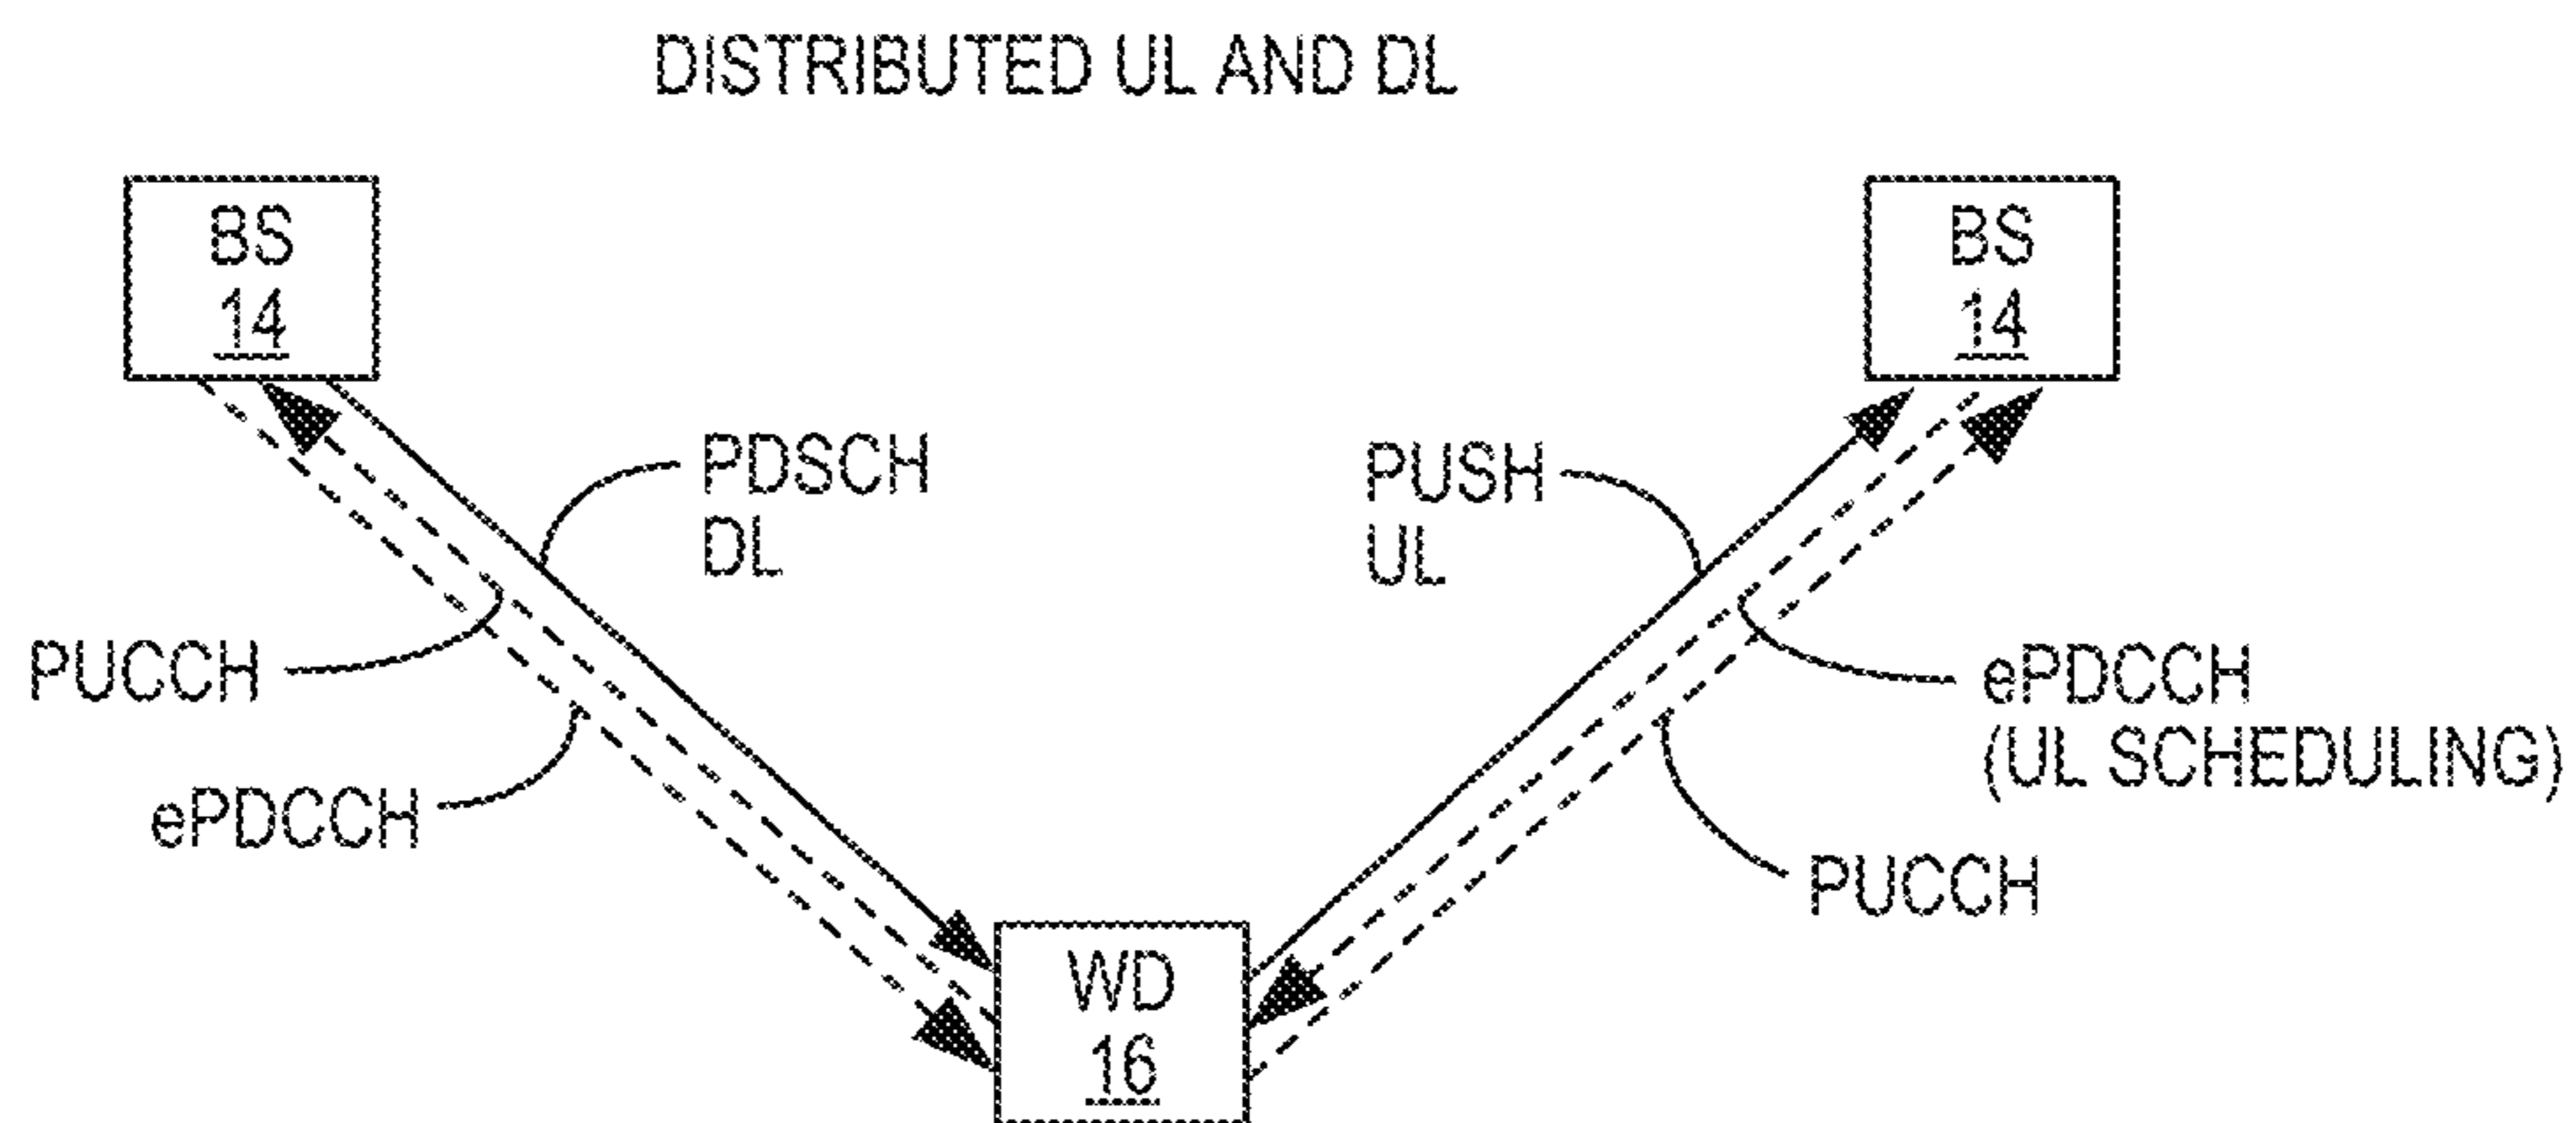 DISTRIBUTED UL AND DL
BS
14
BS
14
PDSCH
DL
PUSH
UL
PUCCH
ePDCCH
(UL SCHEDULING)
ePDCCH
PUCCH
WD
16